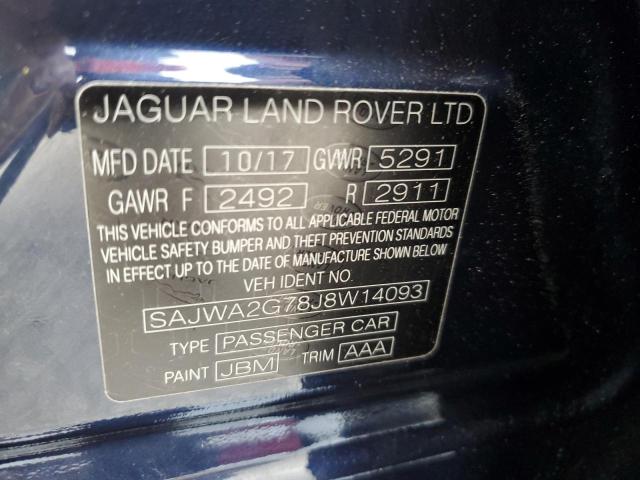 JAGUAR LAND ROVER LTD
MFD DATE 10/17 GVWR 5291
GAWR F 2492 R 2911
THIS VEHICLE CONFORMS TO ALL APPLICABLE FEDERAL MOTOR
VEHICLE SAFETY BUMPER AND THEFT PREVENTION STANDARDS
IN EFFECT UP TO THE DATE OF MANUFACTURE SHOWN BELOW
VEH IDENT NO.
SAJWA2G78J8W14093
TYPE PASSENGER CAR
PAINT JBM TRIM AAA